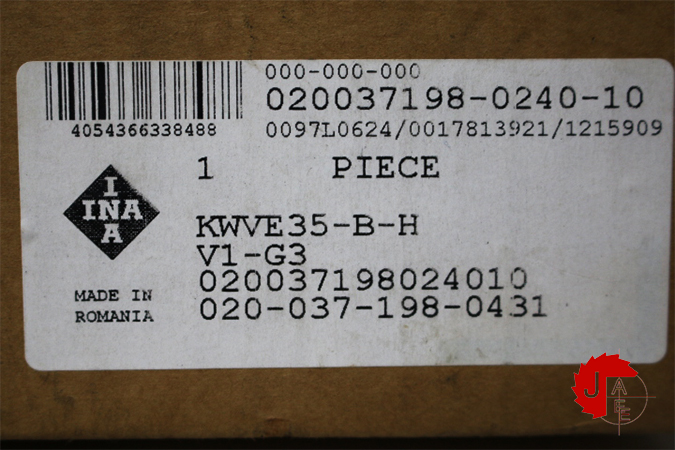 000-000-000
020037198-0240-10
4054366338488
0097L0624/0017813921/1215909
1 PIECE
INA
INA
KWVE35-B-H
V1-G3
020037198024010
020-037-198-0431
MADE IN
ROMANIA
J